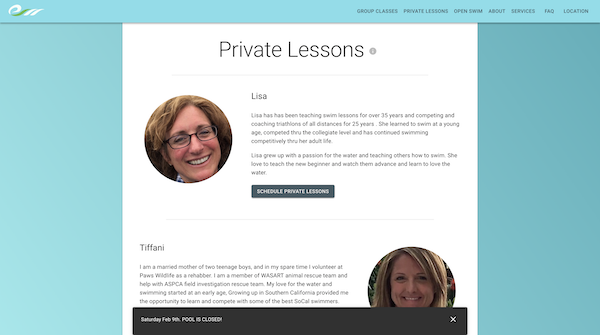 GROUP CLASSES PRIVATE LESSONS OPEN SWIM ABOUT SERVICES FAQ LOCATION
Private Lessons
Lisa
Lisa has has been teaching swim lessons for over 35 years and competing and
coaching triathlons of all distances for 25 years . She learned to swim at a young
age, competed thru the collegiate level and has continued swimming
competitively thru her adult life.
Lisa grew up with a passion for the water and teaching others how to swim. She
love to teach the new beginner and watch them advance and learn to love the
water.
SCHEDULE PRIVATE LESSONS
Tiffani
I am a married mother of two teenage boys, and in my spare time I volunteer at
Paws Wildlife as a rehabber. I am a member of WASART animal rescue team and
help with ASPCA field investigation rescue team. My love for the water and
swimming started at an early age, Growing up in Southern California provided me
the opportunity to learn and compete with some of the best SoCal swimmers.
Saturday Feb 9th. POOL IS CLOSED!